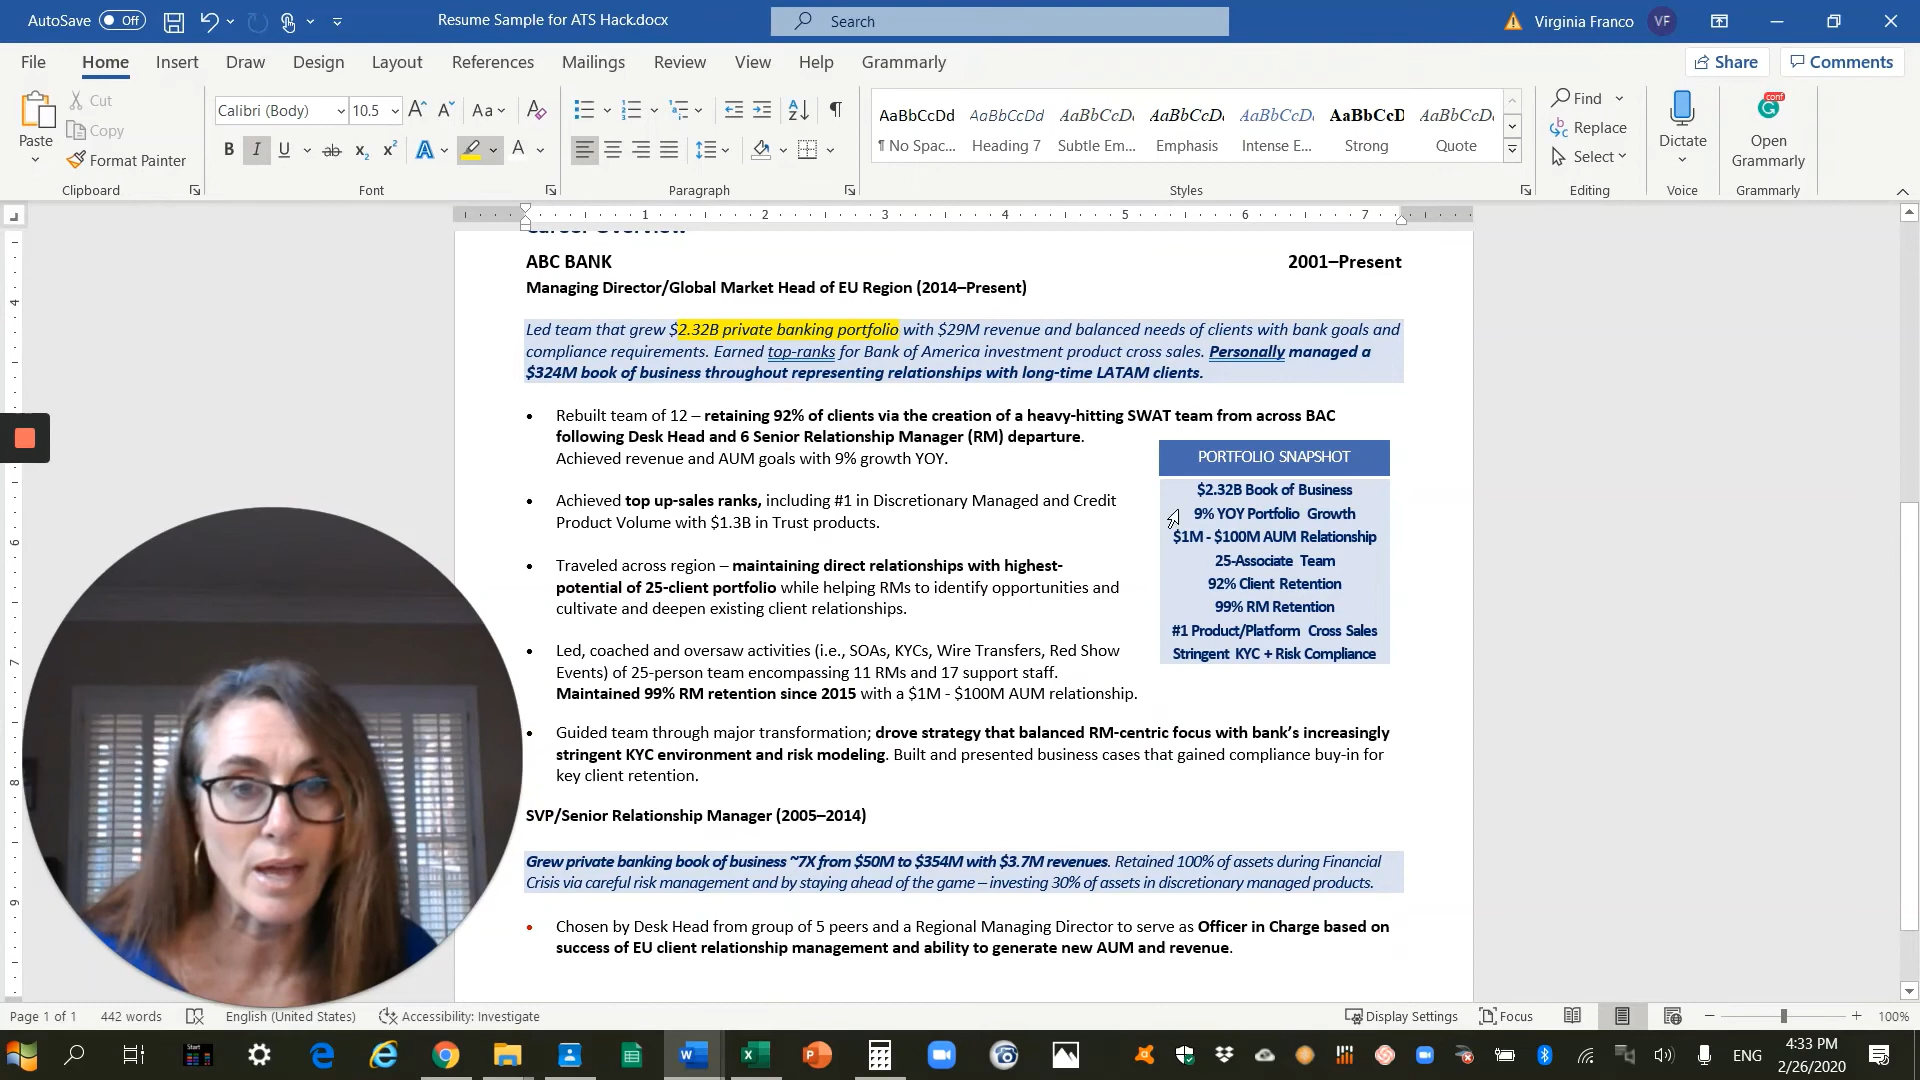 AutoSave Off
Resume Sample for ATS Hack.docx
Search
Virginia Franco VF
File Home Insert Draw Design Layout References Mailings Review View Help Grammarly
Share Comments
Paste
Cut
Copy
Format Painter
Clipboard
Calibri (Body) 10.5
Font
Paragraph
AaBbCcDd AaBbCcDd AaBbCcD AaBbCcD AaBbCcD AaBbCcD AaBbCcD
¶ No Spac... Heading 7 Subtle Em... Emphasis Intense E... Strong Quote
Styles
Find
Replace
Select
Editing
Dictate
Voice
Open Grammarly
Grammarly
1 2 3 4 5 6 7
Career Overview
ABC BANK 2001–Present
Managing Director/Global Market Head of EU Region (2014–Present)
Led team that grew $2.32B private banking portfolio with $29M revenue and balanced needs of clients with bank goals and
compliance requirements. Earned top-ranks for Bank of America investment product cross sales. Personally managed a
$324M book of business throughout representing relationships with long-time LATAM clients.
• Rebuilt team of 12 – retaining 92% of clients via the creation of a heavy-hitting SWAT team from across BAC
following Desk Head and 6 Senior Relationship Manager (RM) departure.
Achieved revenue and AUM goals with 9% growth YOY.
• Achieved top up-sales ranks, including #1 in Discretionary Managed and Credit
Product Volume with $1.3B in Trust products.
• Traveled across region – maintaining direct relationships with highest-
potential of 25-client portfolio while helping RMs to identify opportunities and
cultivate and deepen existing client relationships.
• Led, coached and oversaw activities (i.e., SOAs, KYCs, Wire Transfers, Red Show
Events) of 25-person team encompassing 11 RMs and 17 support staff.
Maintained 99% RM retention since 2015 with a $1M - $100M AUM relationship.
PORTFOLIO SNAPSHOT
$2.32B Book of Business
9% YOY Portfolio Growth
$1M - $100M AUM Relationship
25-Associate Team
92% Client Retention
99% RM Retention
#1 Product/Platform Cross Sales
Stringent KYC + Risk Compliance
• Guided team through major transformation; drove strategy that balanced RM-centric focus with bank’s increasingly
stringent KYC environment and risk modeling. Built and presented business cases that gained compliance buy-in for
key client retention.
SVP/Senior Relationship Manager (2005–2014)
Grew private banking book of business ~7X from $50M to $354M with $3.7M revenues. Retained 100% of assets during Financial
Crisis via careful risk management and by staying ahead of the game – investing 30% of assets in discretionary managed products.
• Chosen by Desk Head from group of 5 peers and a Regional Managing Director to serve as Officer in Charge based on
success of EU client relationship management and ability to generate new AUM and revenue.
Page 1 of 1 442 words English (United States) Accessibility: Investigate
Display Settings Focus 100%
ENG
4:33 PM
2/26/2020